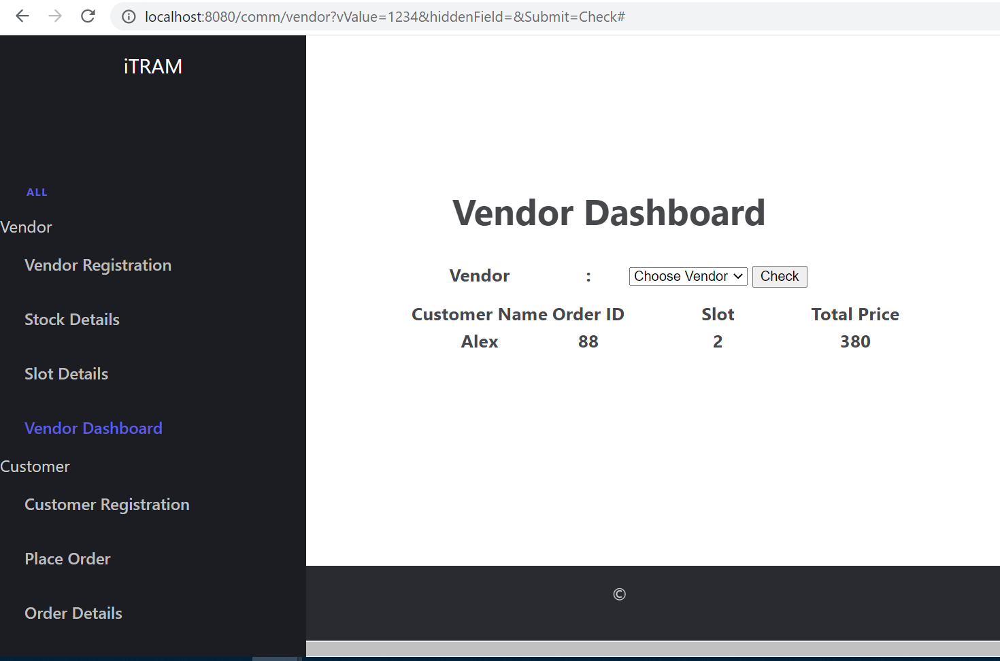 localhost:8080/comm/vendor?vValue=1234&hiddenField=&Submit=Check#
iTRAM
ALL
Vendor
Vendor Registration
Stock Details
Slot Details
Vendor Dashboard
Customer
Customer Registration
Place Order
Order Details
Vendor Dashboard
Vendor : Choose Vendor Check
Customer Name Order ID Slot Total Price
Alex 88 2 380
©